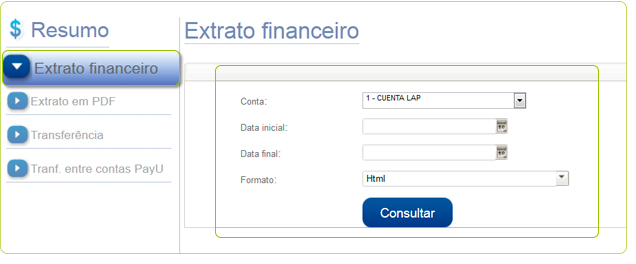 $ Resumo
Extrato financeiro
Extrato em PDF
Transferência
Tranf. entre contas PayU
Extrato financeiro
Conta: 1 - CUENTA LAP
Data inicial:
Data final:
Formato: Html
Consultar